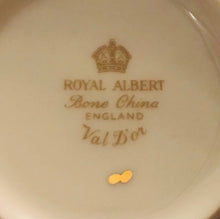 ROYAL ALBERT
Bone China
ENGLAND
Val D'or